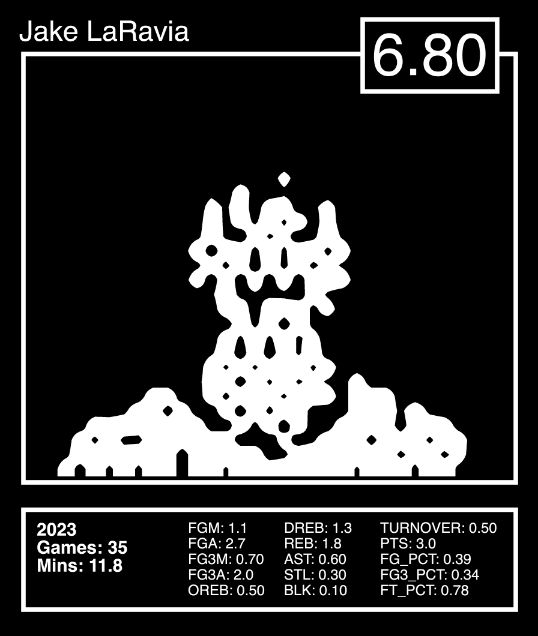 Jake LaRavia
6.80
2023
Games: 35
Mins: 11.8
FGM: 1.1
FGA: 2.7
FG3M: 0.70
FG3A: 2.0
OREB: 0.50
DREB: 1.3
REB: 1.8
AST: 0.60
STL: 0.30
BLK: 0.10
TURNOVER: 0.50
PTS: 3.0
FG_PCT: 0.39
FG3_PCT: 0.34
FT_PCT: 0.78